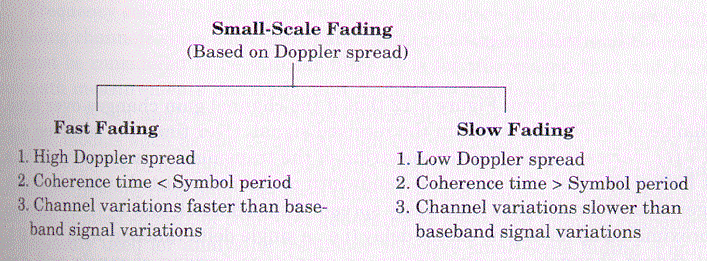 Small-Scale Fading
(Based on Doppler spread)
Fast Fading
1. High Doppler spread
2. Coherence time < Symbol period
3. Channel variations faster than base-
band signal variations
Slow Fading
1. Low Doppler spread
2. Coherence time > Symbol period
3. Channel variations slower than
baseband signal variations